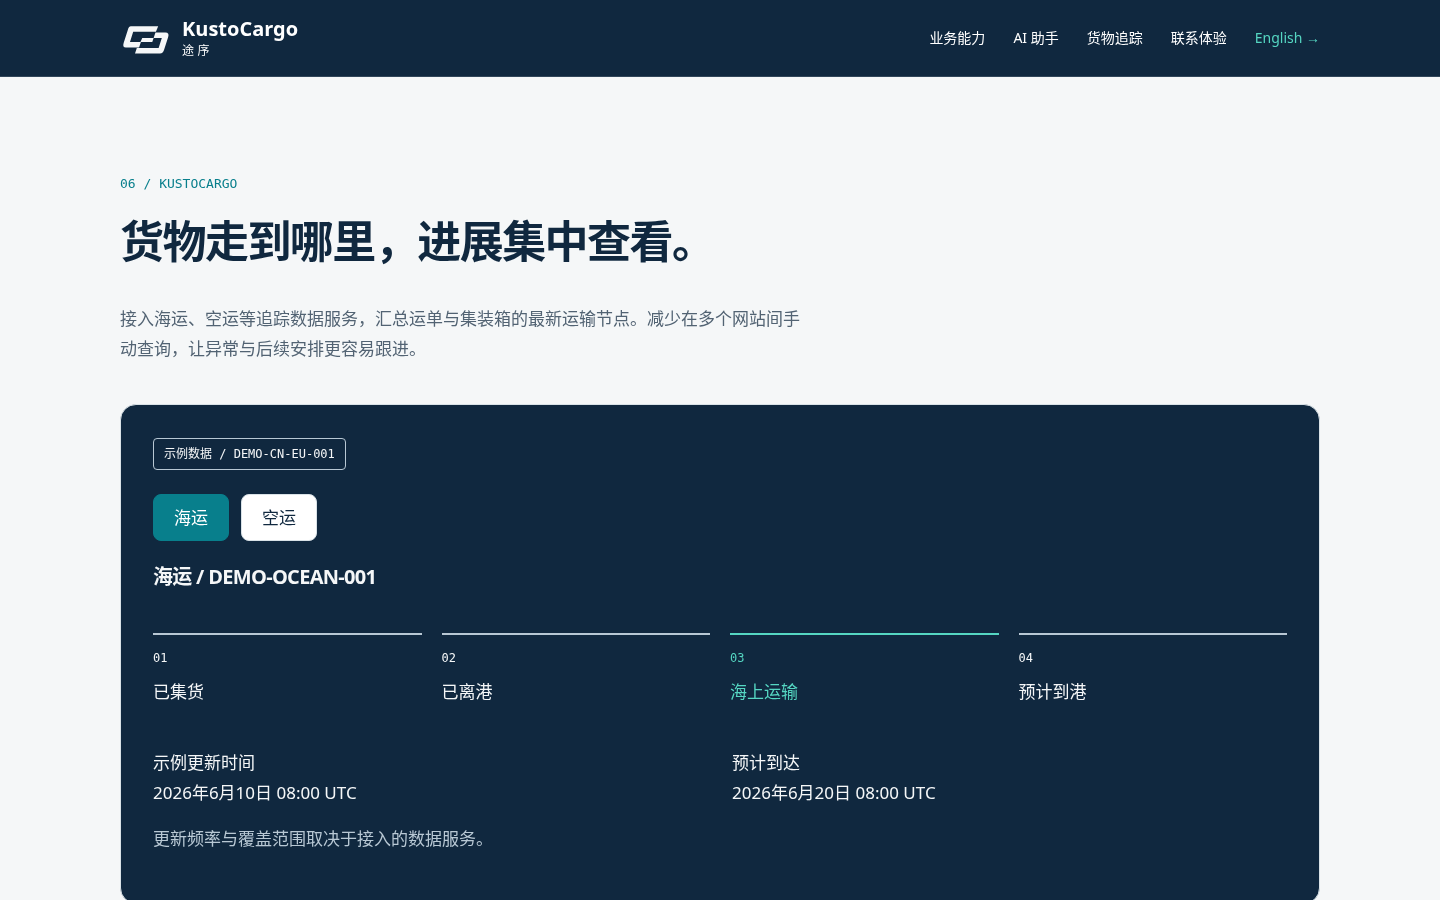 KustoCargo
途序
业务能力
AI 助手
货物追踪
联系体验
English →
06 / KUSTOCARGO
货物走到哪里，进展集中查看。
接入海运、空运等追踪数据服务，汇总运单与集装箱的最新运输节点。减少在多个网站间手
动查询，让异常与后续安排更容易跟进。
示例数据 / DEMO-CN-EU-001
海运
空运
海运 / DEMO-OCEAN-001
01
已集货
02
已离港
03
海上运输
04
预计到港
示例更新时间
2026年6月10日 08:00 UTC
预计到达
2026年6月20日 08:00 UTC
更新频率与覆盖范围取决于接入的数据服务。